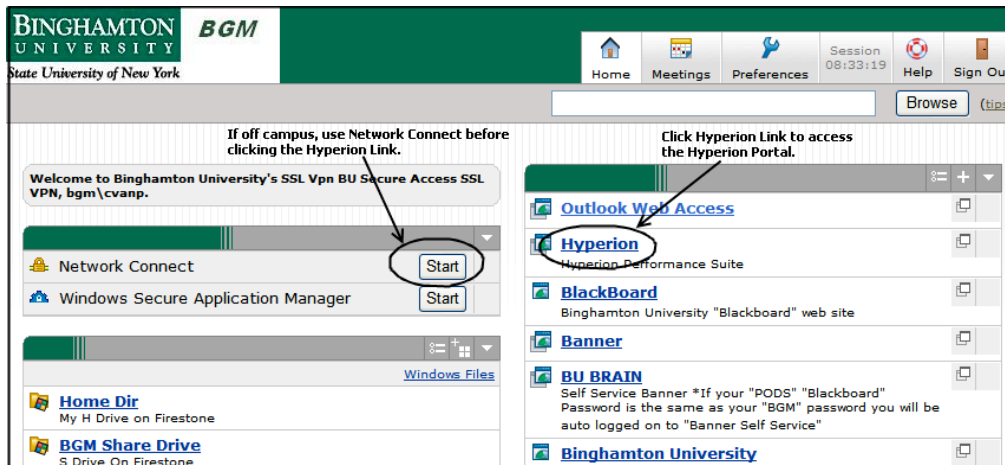 BINGHAMTON
UNIVERSITY
State University of New York
BGM
Home
Meetings
Preferences
Session
08:33:19
Help
Sign Ou
Browse
(tips
If off campus, use Network Connect before
clicking the Hyperion Link.
Click Hyperion Link to access
the Hyperion Portal.
Welcome to Binghamton University's SSL Vpn BU Secure Access SSL
VPN, bgm\cvanp.
Network Connect
Start
Windows Secure Application Manager
Start
Windows Files
Home Dir
My H Drive on Firestone
BGM Share Drive
S Drive On Firestone
Outlook Web Access
Hyperion
Hyperion Performance Suite
BlackBoard
Binghamton University "Blackboard" web site
Banner
BU BRAIN
Self Service Banner *If your "PODS" "Blackboard"
Password is the same as your "BGM" password you will be
auto logged on to "Banner Self Service"
Binghamton University